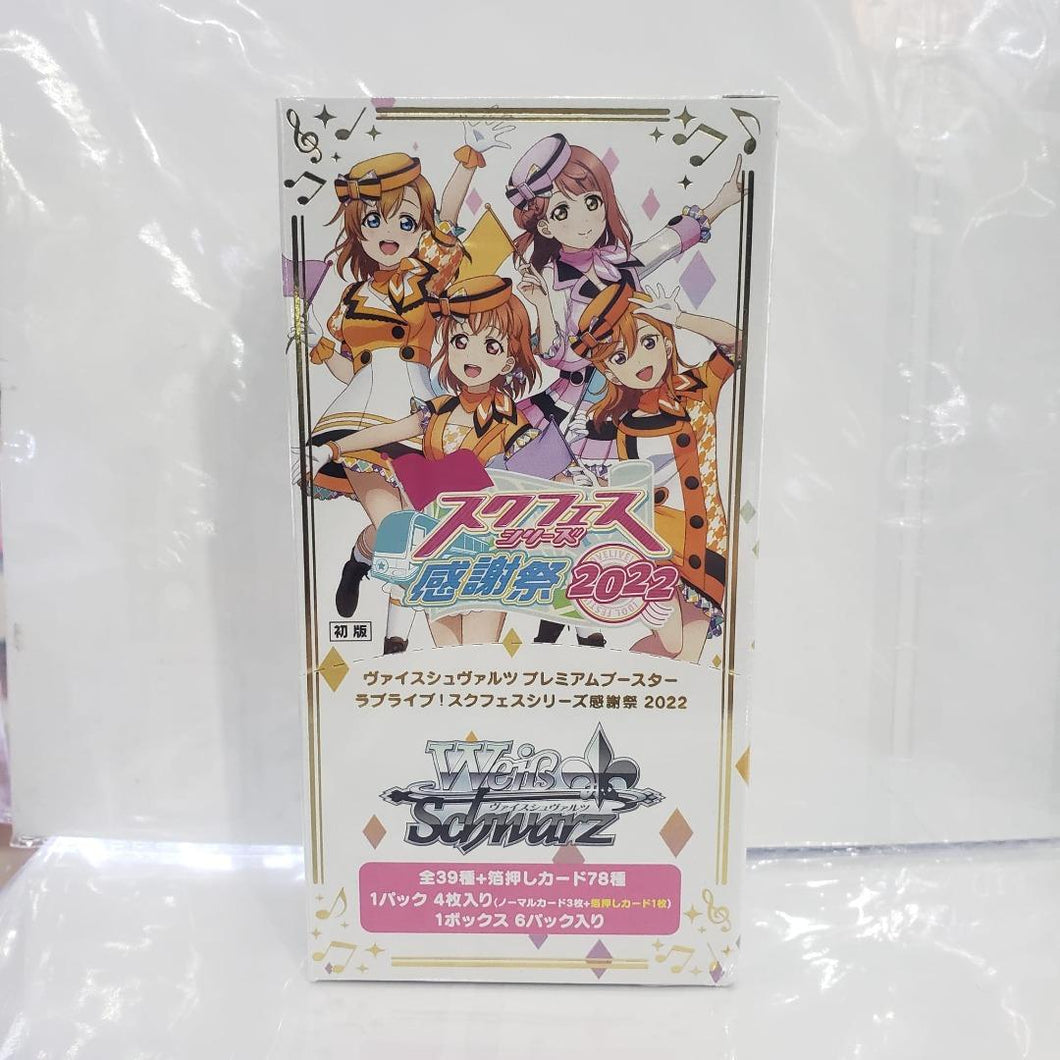 スクフェス
シリーズ
感謝祭 2022
LOVELIVE!
IDOL FESTIVAL
初版
ヴァイスシュヴァルツ プレミアムブースター
ラブライブ!スクフェスシリーズ感謝祭 2022
Weiß
ヴァイスシュヴァルツ
Schwarz
全39種+箔押しカード78種
1パック 4枚入り(ノーマルカード3枚+箔押しカード1枚)
1ボックス 6パック入り